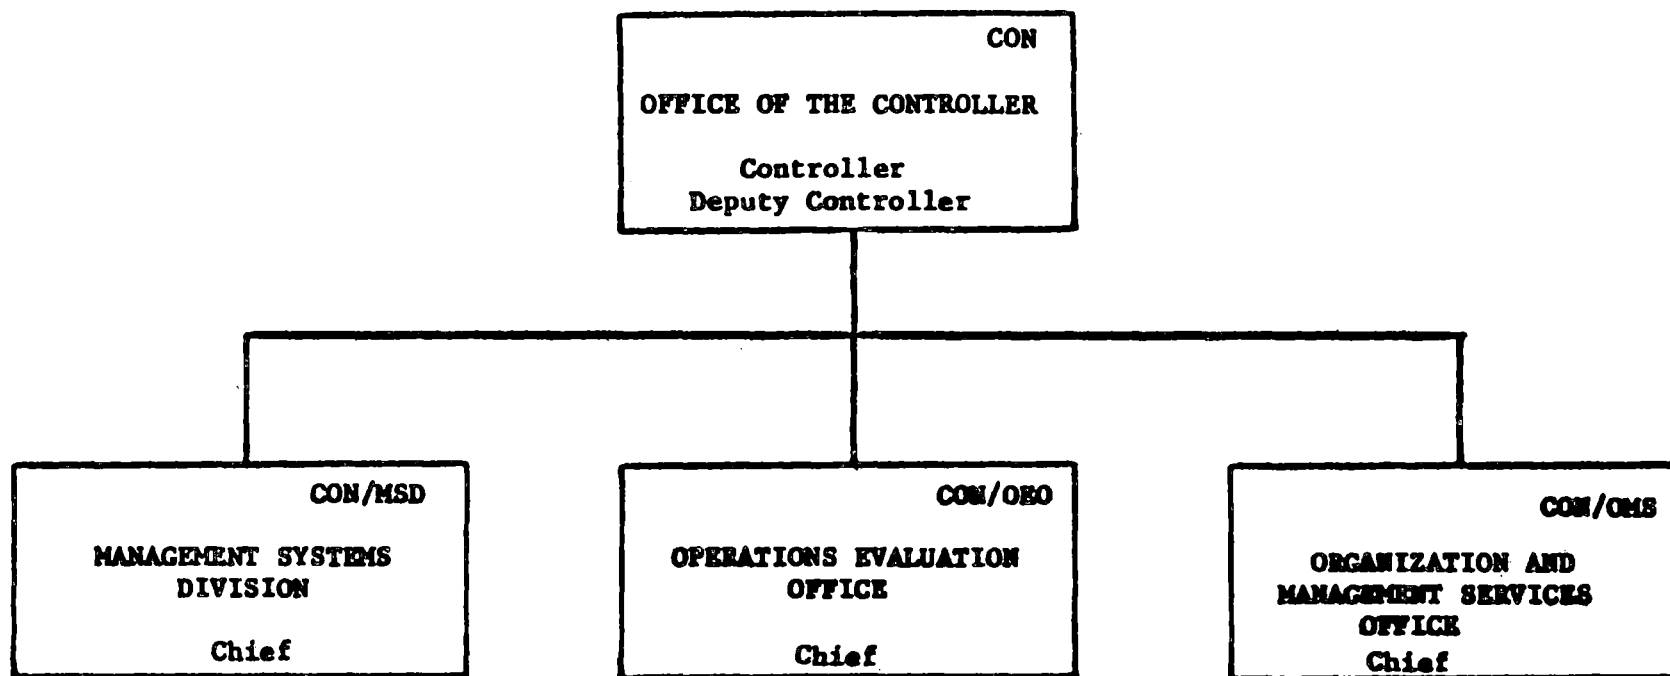 CON
OFFICE OF THE CONTROLLER
Controller
Deputy Controller
CON/MSD
MANAGEMENT SYSTEMS
DIVISION
Chief
CON/OEO
OPERATIONS EVALUATION
OFFICE
Chief
CON/OMS
ORGANIZATION AND
MANAGEMENT SERVICES
OFFICE
Chief